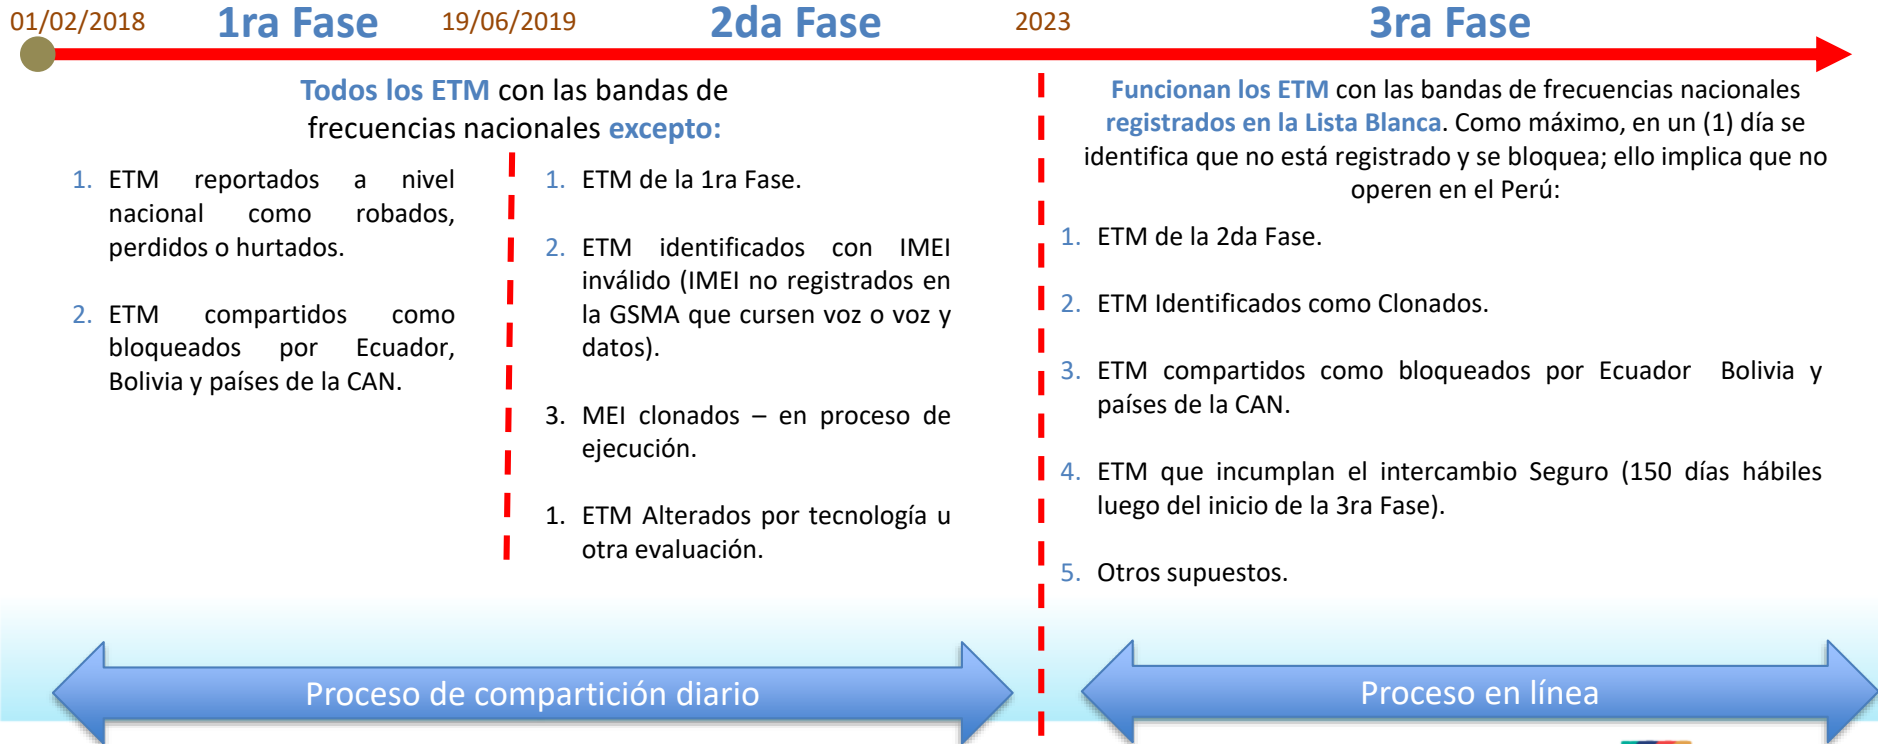 01/02/2018
1ra Fase
19/06/2019
2da Fase
2023
3ra Fase
Todos los ETM con las bandas de
frecuencias nacionales excepto:
1. ETM reportados a nivel
nacional como robados,
perdidos o hurtados.
2. ETM compartidos como
bloqueados por Ecuador,
Bolivia y países de la CAN.
1. ETM de la 1ra Fase.
2. ETM identificados con IMEI
inválido (IMEI no registrados en
la GSMA que cursen voz o voz y
datos).
3. MEI clonados – en proceso de
ejecución.
1. ETM Alterados por tecnología u
otra evaluación.
Funcionan los ETM con las bandas de frecuencias nacionales
registrados en la Lista Blanca. Como máximo, en un (1) día se
identifica que no está registrado y se bloquea; ello implica que no
operen en el Perú:
1. ETM de la 2da Fase.
2. ETM Identificados como Clonados.
3. ETM compartidos como bloqueados por Ecuador Bolivia y
países de la CAN.
4. ETM que incumplan el intercambio Seguro (150 días hábiles
luego del inicio de la 3ra Fase).
5. Otros supuestos.
Proceso de compartición diario
Proceso en línea